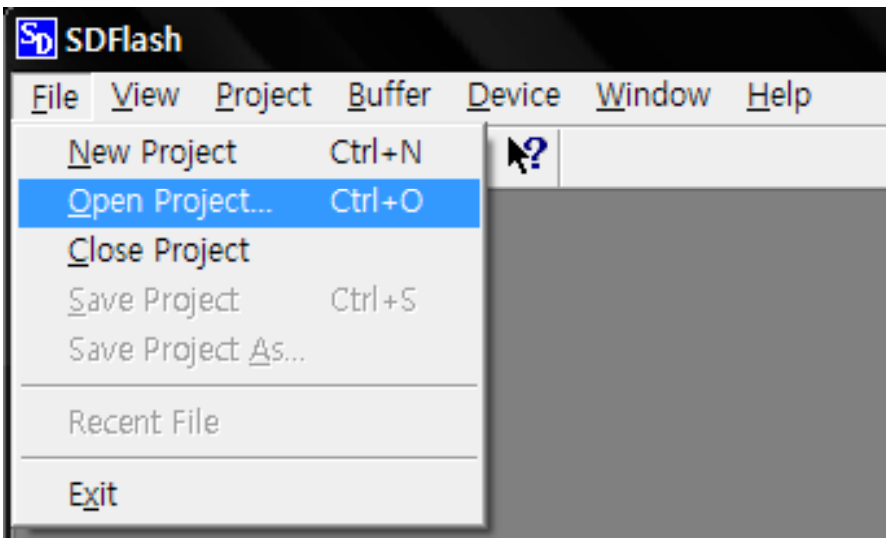 SD SDFlash
File View Project Buffer Device Window Help
New Project Ctrl+N
?
Open Project... Ctrl+O
Close Project
Save Project Ctrl+S
Save Project As...
Recent File
Exit